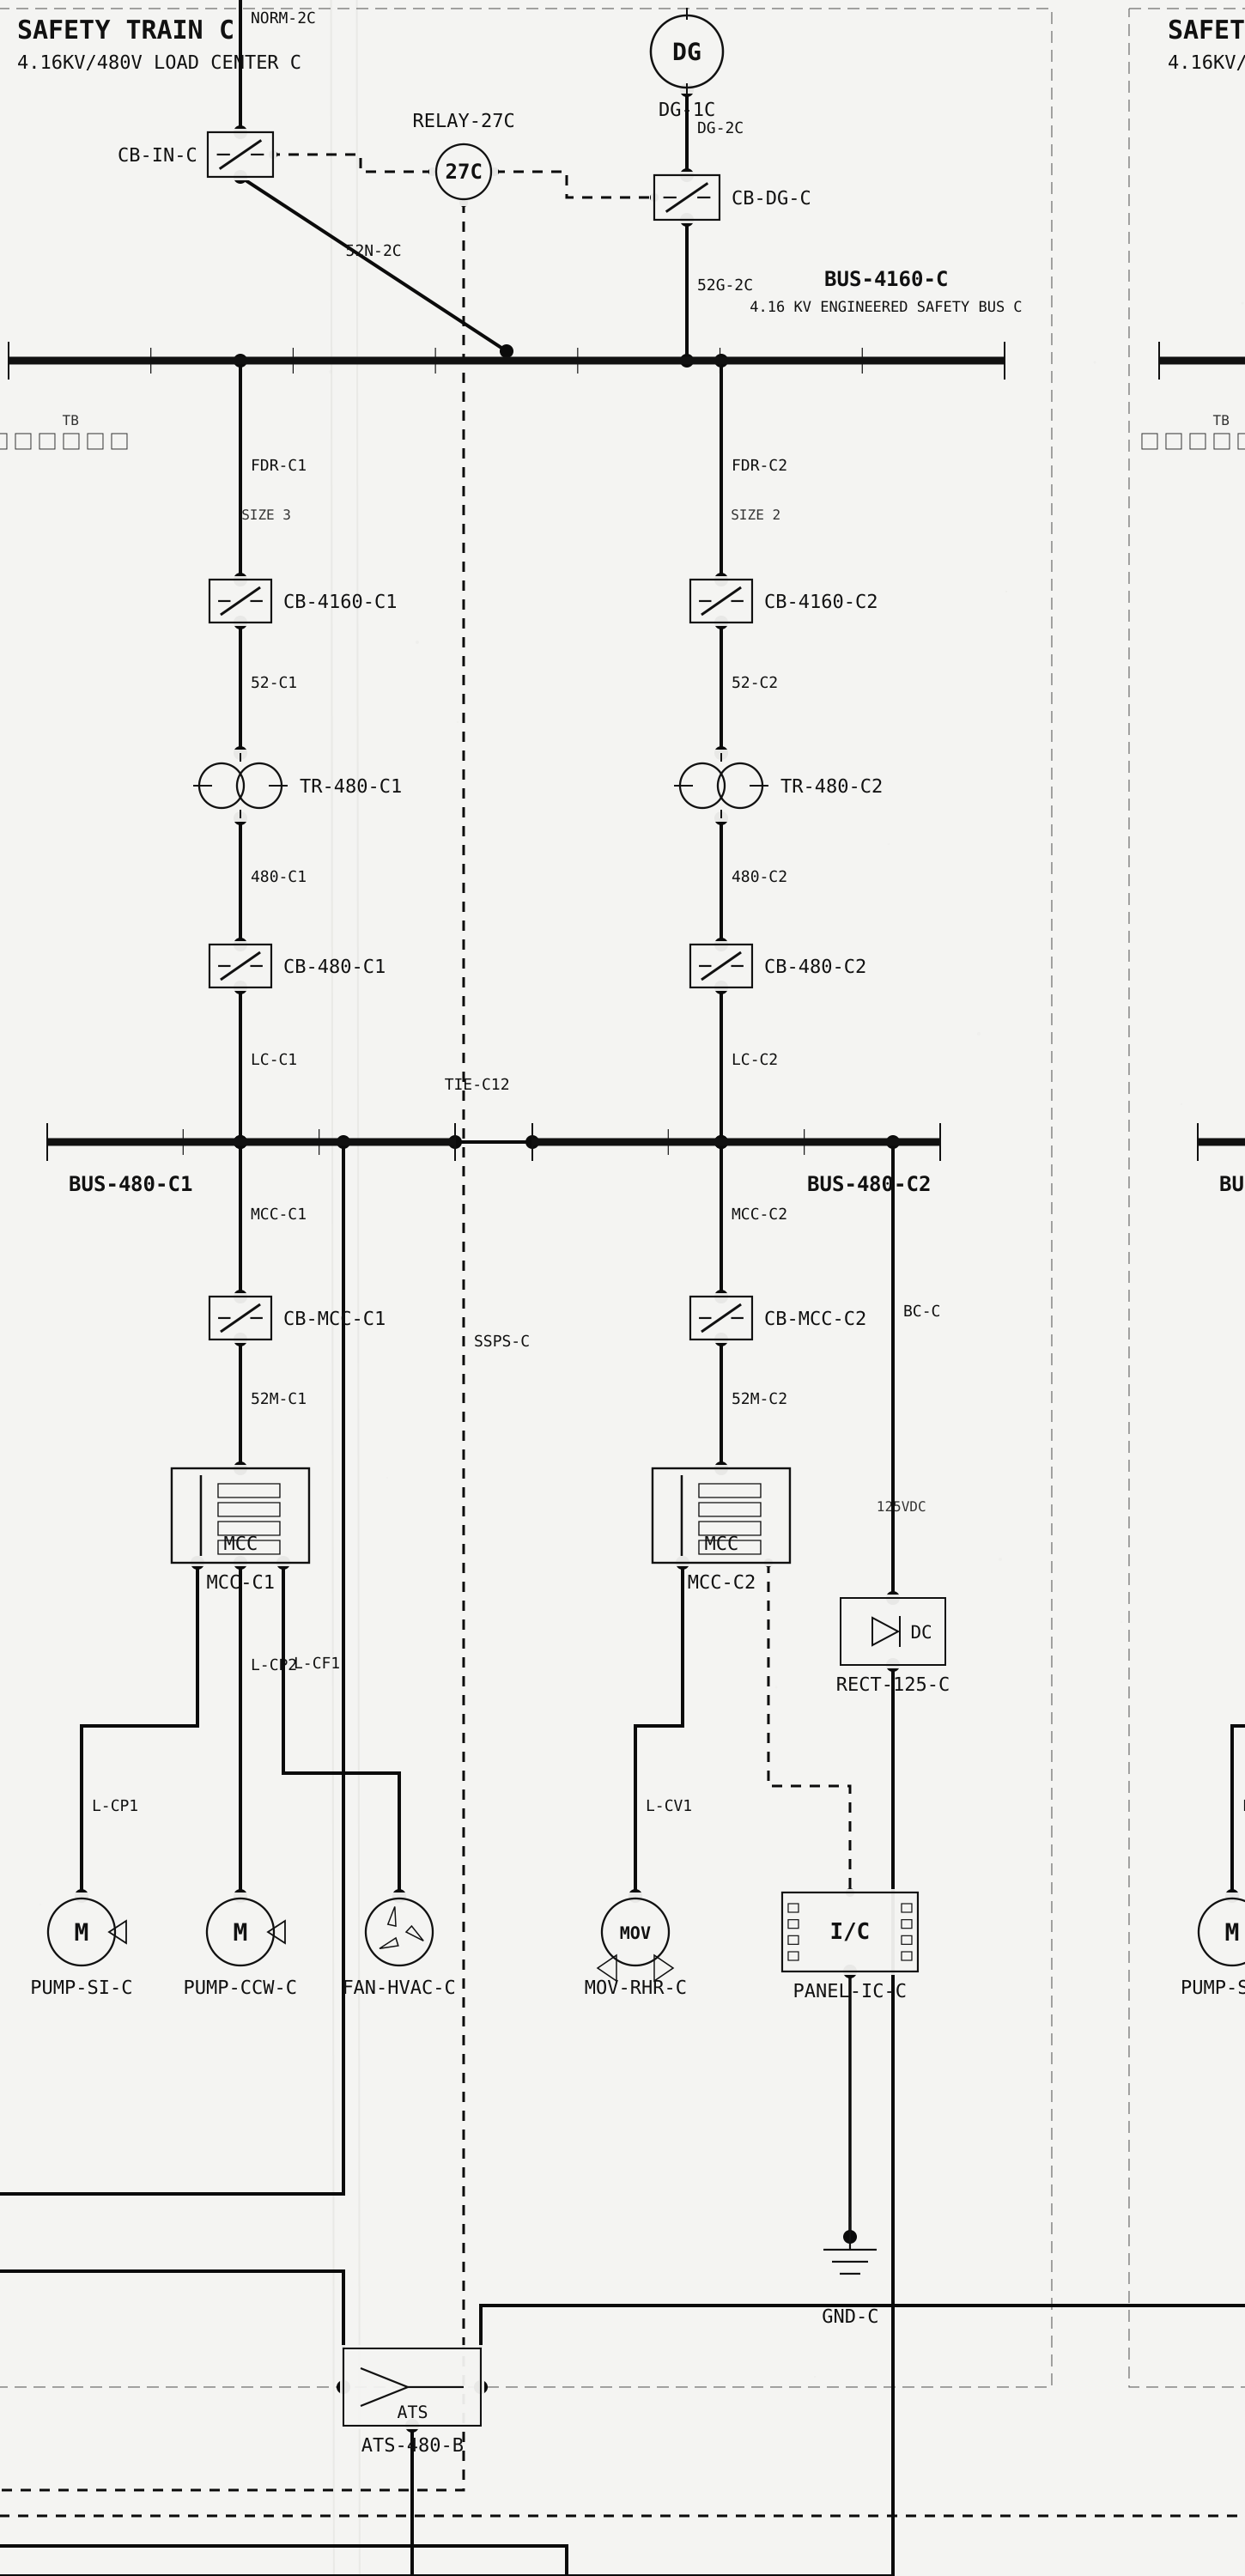 NORM-2C
SAFETY TRAIN C
4.16KV/480V LOAD CENTER C
SAFET
4.16KV/
DG
DG-1C
RELAY-27C
DG-2C
CB-IN-C
27C
CB-DG-C
52N-2C
52G-2C
BUS-4160-C
4.16 KV ENGINEERED SAFETY BUS C
TB
TB
FDR-C1
FDR-C2
SIZE 3
SIZE 2
CB-4160-C1
CB-4160-C2
52-C1
52-C2
TR-480-C1
TR-480-C2
480-C1
480-C2
CB-480-C1
CB-480-C2
LC-C1
LC-C2
TIE-C12
BUS-480-C1
BUS-480-C2
BU
MCC-C1
MCC-C2
CB-MCC-C1
CB-MCC-C2
BC-C
SSPS-C
52M-C1
52M-C2
125VDC
MCC
MCC
MCC-C1
MCC-C2
DC
L-CP2
L-CF1
RECT-125-C
L-CP1
L-CV1
M
M
MOV
I/C
M
PUMP-SI-C
PUMP-CCW-C
FAN-HVAC-C
MOV-RHR-C
PANEL-IC-C
PUMP-S
GND-C
ATS
ATS-480-B